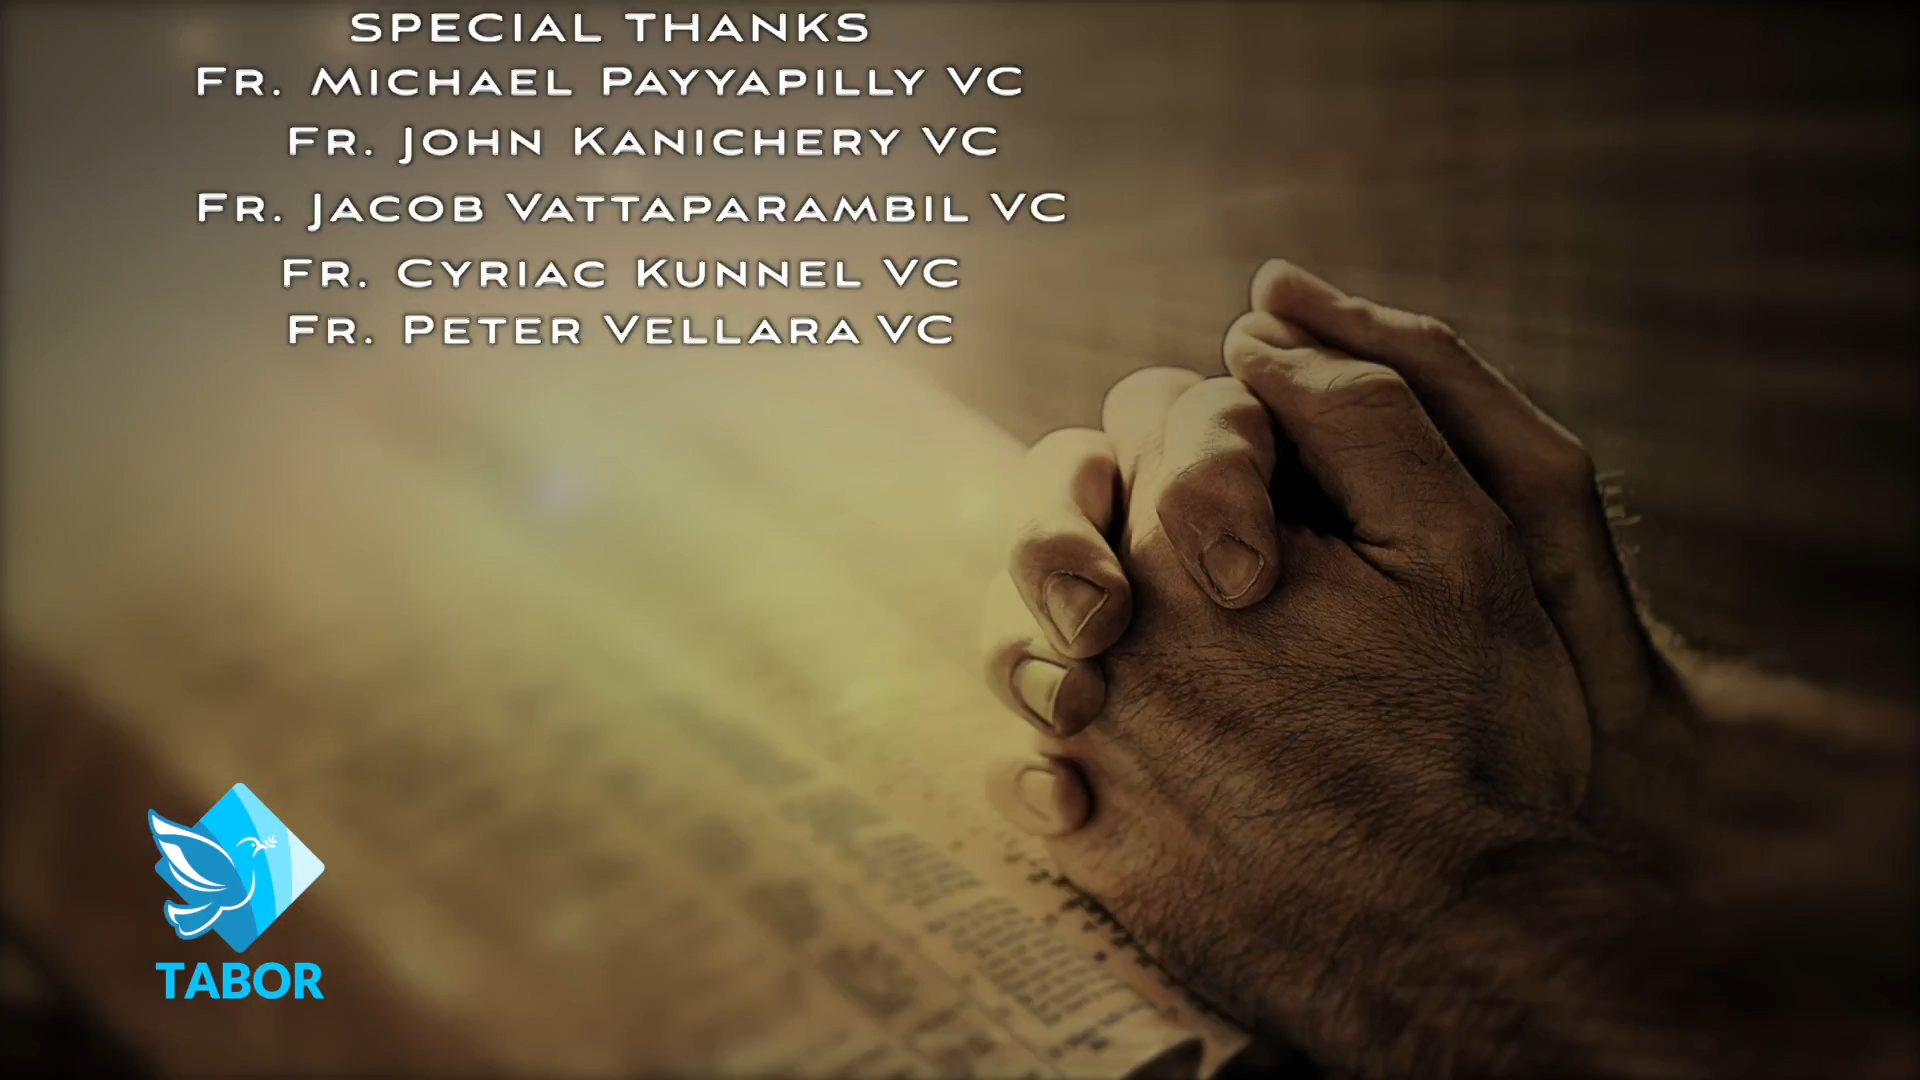 SPECIAL THANKS
FR. MICHAEL PAYYAPILLY VC
FR. JOHN KANICHERY VC
FR. JACOB VATTAPARAMBIL VC
FR. CYRIAC KUNNEL VC
FR. PETER VELLARA VC
TABOR